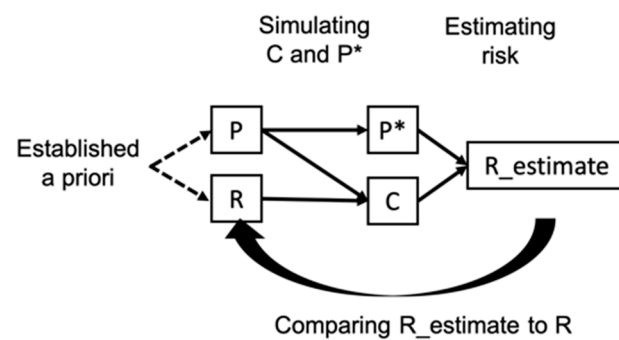 Simulating
C and P*
Estimating
risk
Established
a priori
P
P*
R
C
R_estimate
Comparing R_estimate to R